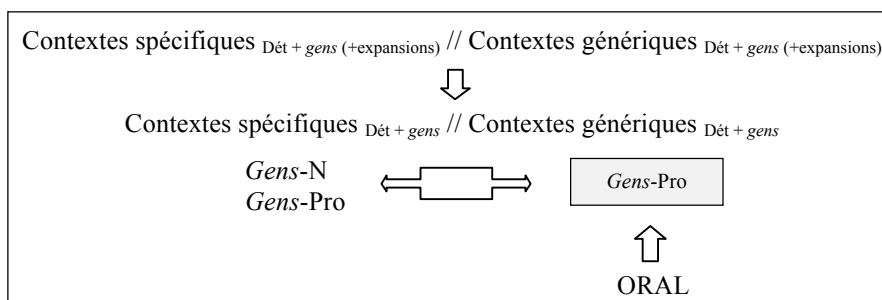 Contextes spécifiques Dét + gens (+expansions) // Contextes génériques Dét + gens (+expansions)
Contextes spécifiques Dét + gens // Contextes génériques Dét + gens
Gens-N
Gens-Pro
Gens-Pro
ORAL